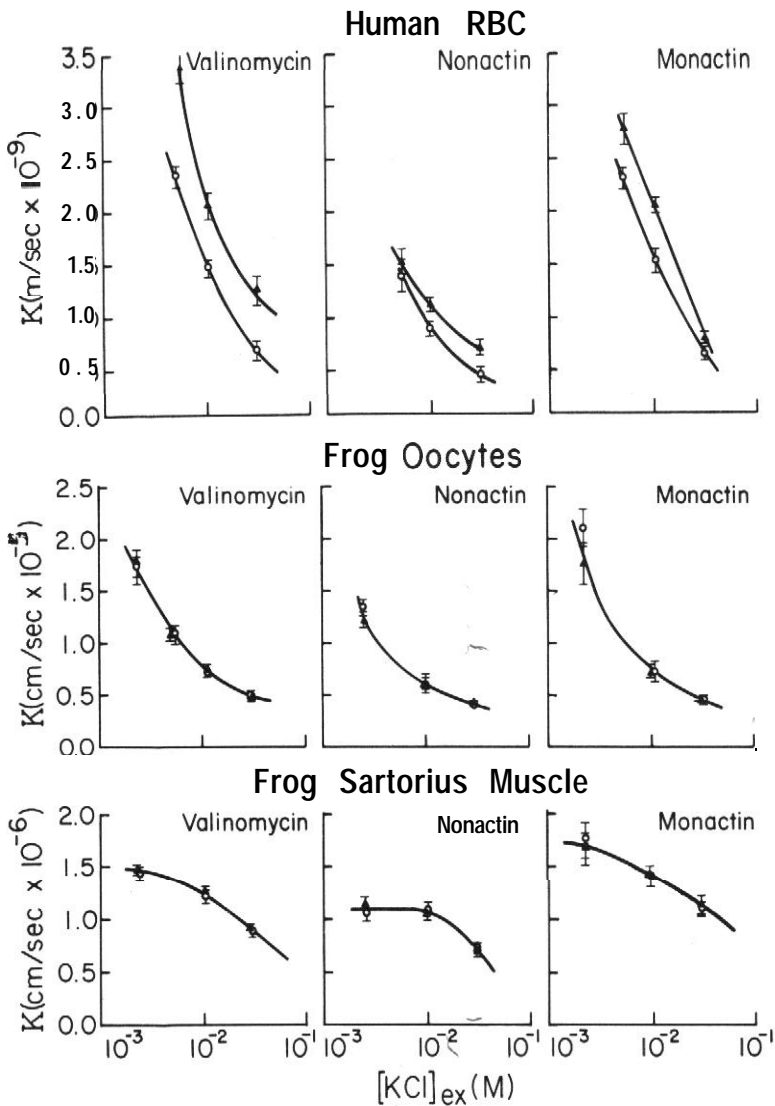 Human RBC
Valinomycin Nonactin Monactin
3.5
3.0
2.5
2.0
1.5
1.0
0.5
0.0
K(m/sec x 10⁻⁹)
Frog Oocytes
Valinomycin Nonactin Monactin
2.5
2.0
1.5
1.0
0.5
0.0
K(cm/sec x
Frog Sartorius Muscle
Valinomycin Nonactin Monactin
2.0
1.5
1.0
0.5
0.0
K(cm/sec x 10⁻⁶)
10⁻³ 10⁻² 10⁻¹ 10⁻³ 10⁻² 10⁻¹ 10⁻³ 10⁻² 10⁻¹
[KCl]ex (M)